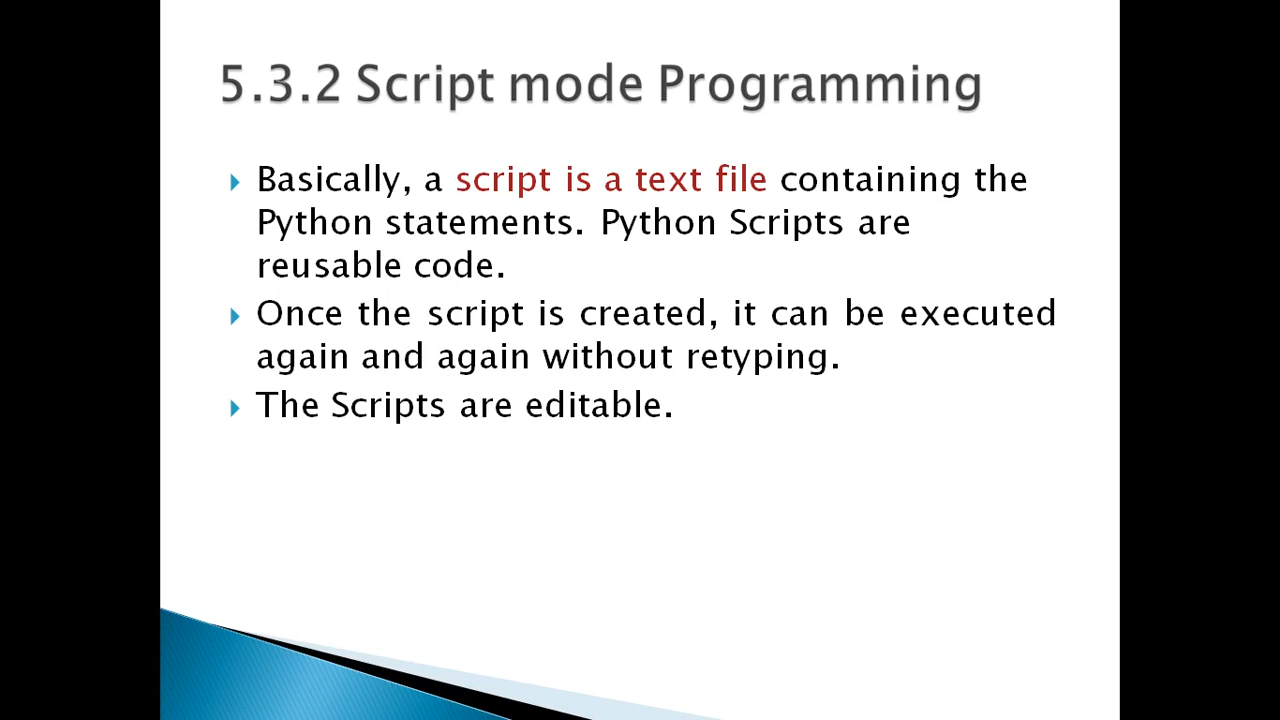 5.3.2 Script mode Programming
Basically, a script is a text file containing the
Python statements. Python Scripts are
reusable code.
Once the script is created, it can be executed
again and again without retyping.
The Scripts are editable.